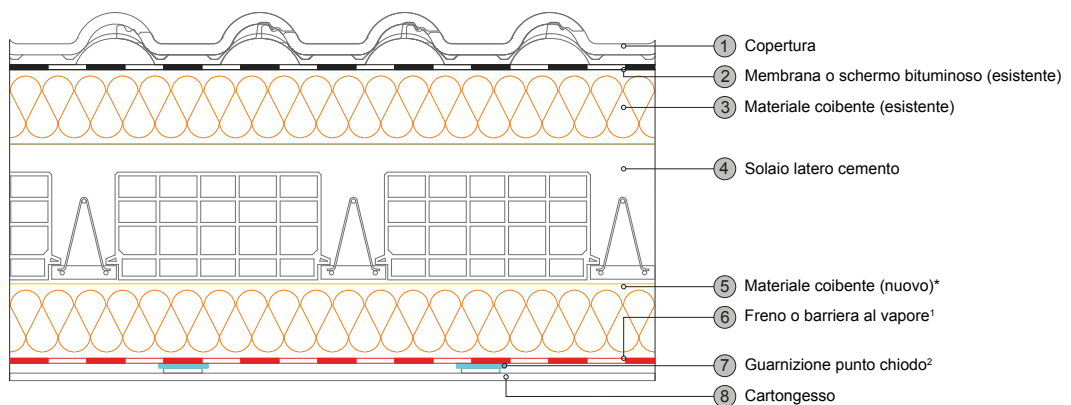 1 Copertura
2 Membrana o schermo bituminoso (esistente)
3 Materiale coibente (esistente)
4 Solaio latero cemento
5 Materiale coibente (nuovo)*
6 Freno o barriera al vapore¹
7 Guarnizione punto chiodo²
8 Cartongesso